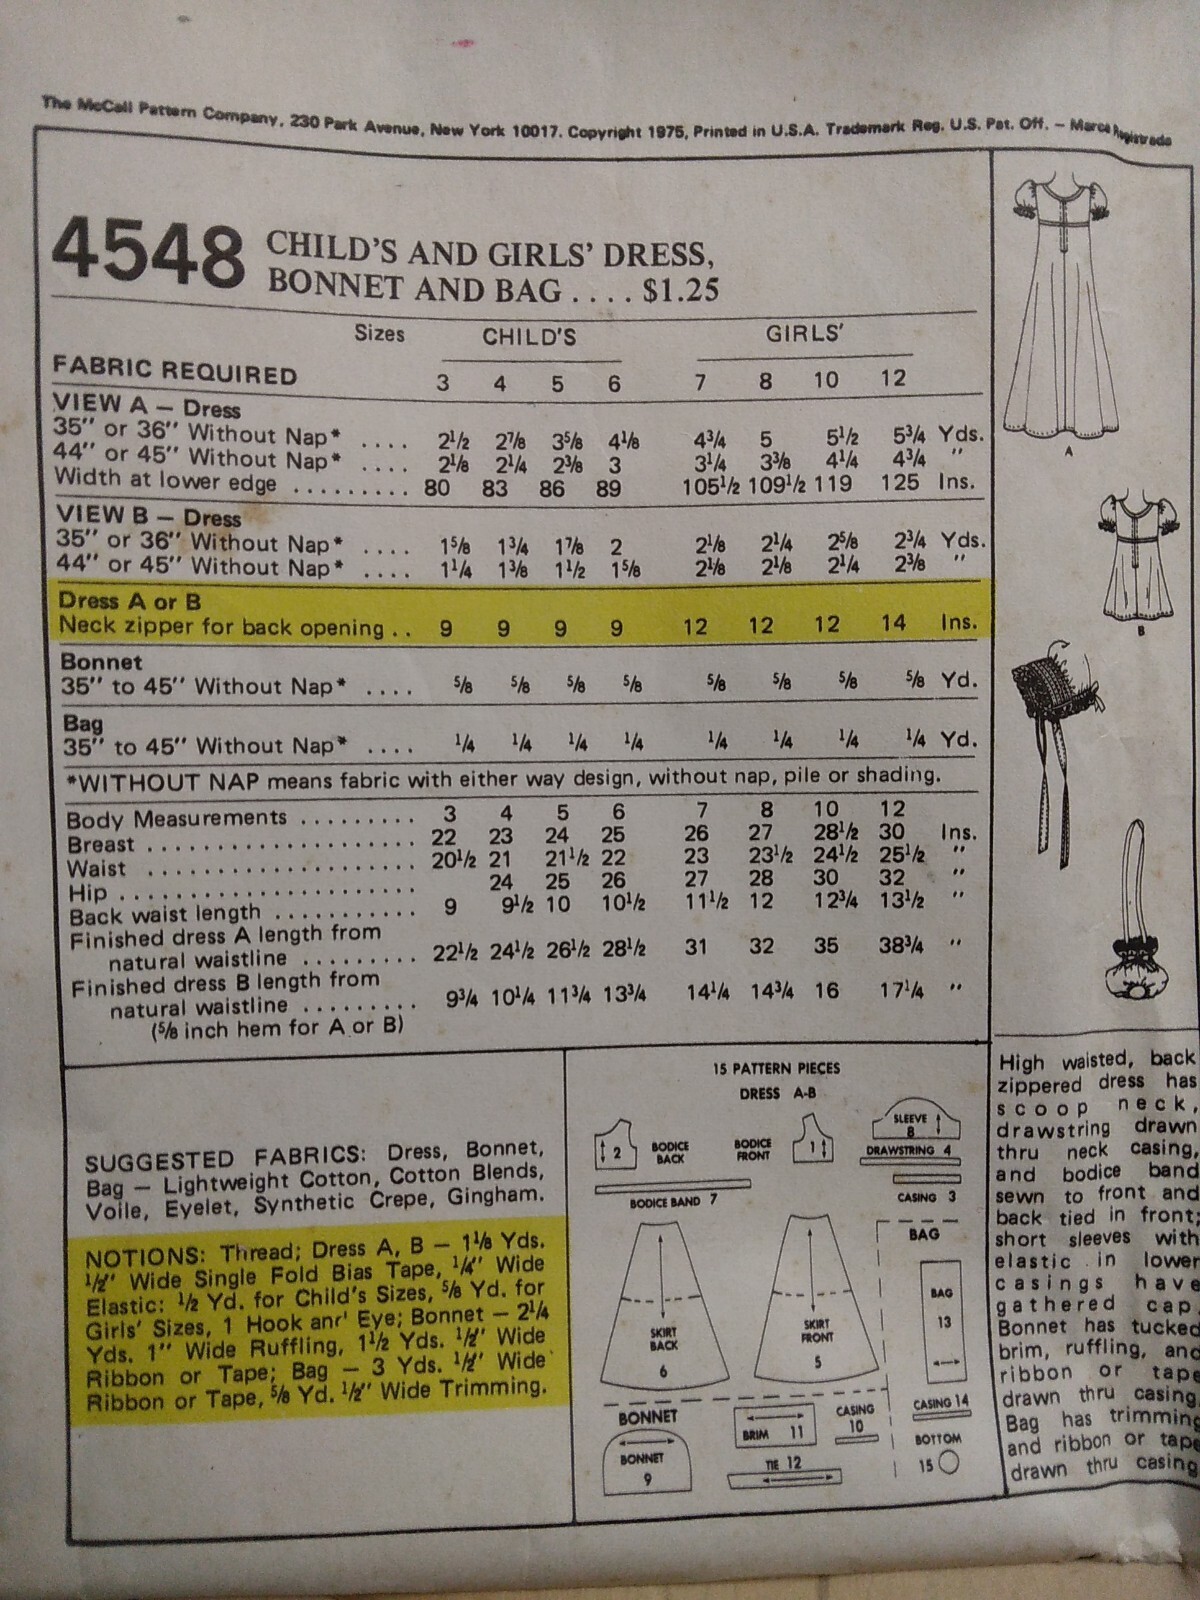 The McCall Pattern Company, 230 Park Avenue, New York 10017. Copyright 1975, Printed in U.S.A. Trademark Reg. U.S. Pat. Off. – Marca Registrada
4548 CHILD'S AND GIRLS' DRESS,
BONNET AND BAG . . . . $1.25
Sizes CHILD'S GIRLS'
FABRIC REQUIRED 3 4 5 6 7 8 10 12
VIEW A – Dress
35" or 36" Without Nap* . . . . 2½ 2⅞ 3⅝ 4⅛ 4¾ 5 5½ 5¾ Yds.
44" or 45" Without Nap* . . . . 2⅛ 2¼ 2⅜ 3 3¼ 3⅜ 4¼ 4¾ "
Width at lower edge . . . . . . . . . 80 83 86 89 105½ 109½ 119 125 Ins.
VIEW B – Dress
35" or 36" Without Nap* . . . . 1⅝ 1¾ 1⅞ 2 2⅛ 2¼ 2⅝ 2¾ Yds.
44" or 45" Without Nap* . . . . 1¼ 1⅜ 1½ 1⅝ 2⅛ 2⅛ 2¼ 2⅜ "
Dress A or B
Neck zipper for back opening . . 9 9 9 9 12 12 12 14 Ins.
Bonnet
35" to 45" Without Nap* . . . . ⅝ ⅝ ⅝ ⅝ ⅝ ⅝ ⅝ ⅝ Yd.
Bag
35" to 45" Without Nap* . . . . ¼ ¼ ¼ ¼ ¼ ¼ ¼ ¼ Yd.
*WITHOUT NAP means fabric with either way design, without nap, pile or shading.
Body Measurements . . . . . . . . . 3 4 5 6 7 8 10 12
Breast . . . . . . . . . . . . . . . . . . . . . 22 23 24 25 26 27 28½ 30 Ins.
Waist . . . . . . . . . . . . . . . . . . . . . 20½ 21 21½ 22 23 23½ 24½ 25½ "
Hip . . . . . . . . . . . . . . . . . . . . . . . 24 25 26 27 28 30 32 "
Back waist length . . . . . . . . . . . 9 9½ 10 10½ 11½ 12 12¾ 13½ "
Finished dress A length from
natural waistline . . . . . . . . . 22½ 24½ 26½ 28½ 31 32 35 38¾ "
Finished dress B length from
natural waistline . . . . . . . . . 9¾ 10¼ 11¾ 13¾ 14¼ 14¾ 16 17¼ "
(⅝ inch hem for A or B)
A
B
SUGGESTED FABRICS: Dress, Bonnet,
Bag – Lightweight Cotton, Cotton Blends,
Voile, Eyelet, Synthetic Crepe, Gingham.
NOTIONS: Thread; Dress A, B – 1⅛ Yds.
½" Wide Single Fold Bias Tape, ¼" Wide
Elastic: ½ Yd. for Child's Sizes, ⅝ Yd. for
Girls' Sizes, 1 Hook and Eye; Bonnet – 2¼
Yds. 1" Wide Ruffling, 1½ Yds. ½" Wide
Ribbon or Tape; Bag – 3 Yds. ½" Wide
Ribbon or Tape, ⅝ Yd. ½" Wide Trimming.
15 PATTERN PIECES
DRESS A-B
2 BODICE BACK
BODICE FRONT 1
SLEEVE 8
DRAWSTRING 4
BODICE BAND 7
CASING 3
SKIRT BACK 6
SKIRT FRONT 5
BAG
BAG 13
CASING 14
BOTTOM
15
BONNET
BONNET 9
BRIM 11
CASING 10
TIE 12
High waisted, back
zippered dress has
scoop neck,
drawstring drawn
thru neck casing,
and bodice band
sewn to front and
back tied in front;
short sleeves with
elastic in lower
casings have
gathered cap.
Bonnet has tucked
brim, ruffling, and
ribbon or tape
drawn thru casing.
Bag has trimming
and ribbon or tape
drawn thru casing